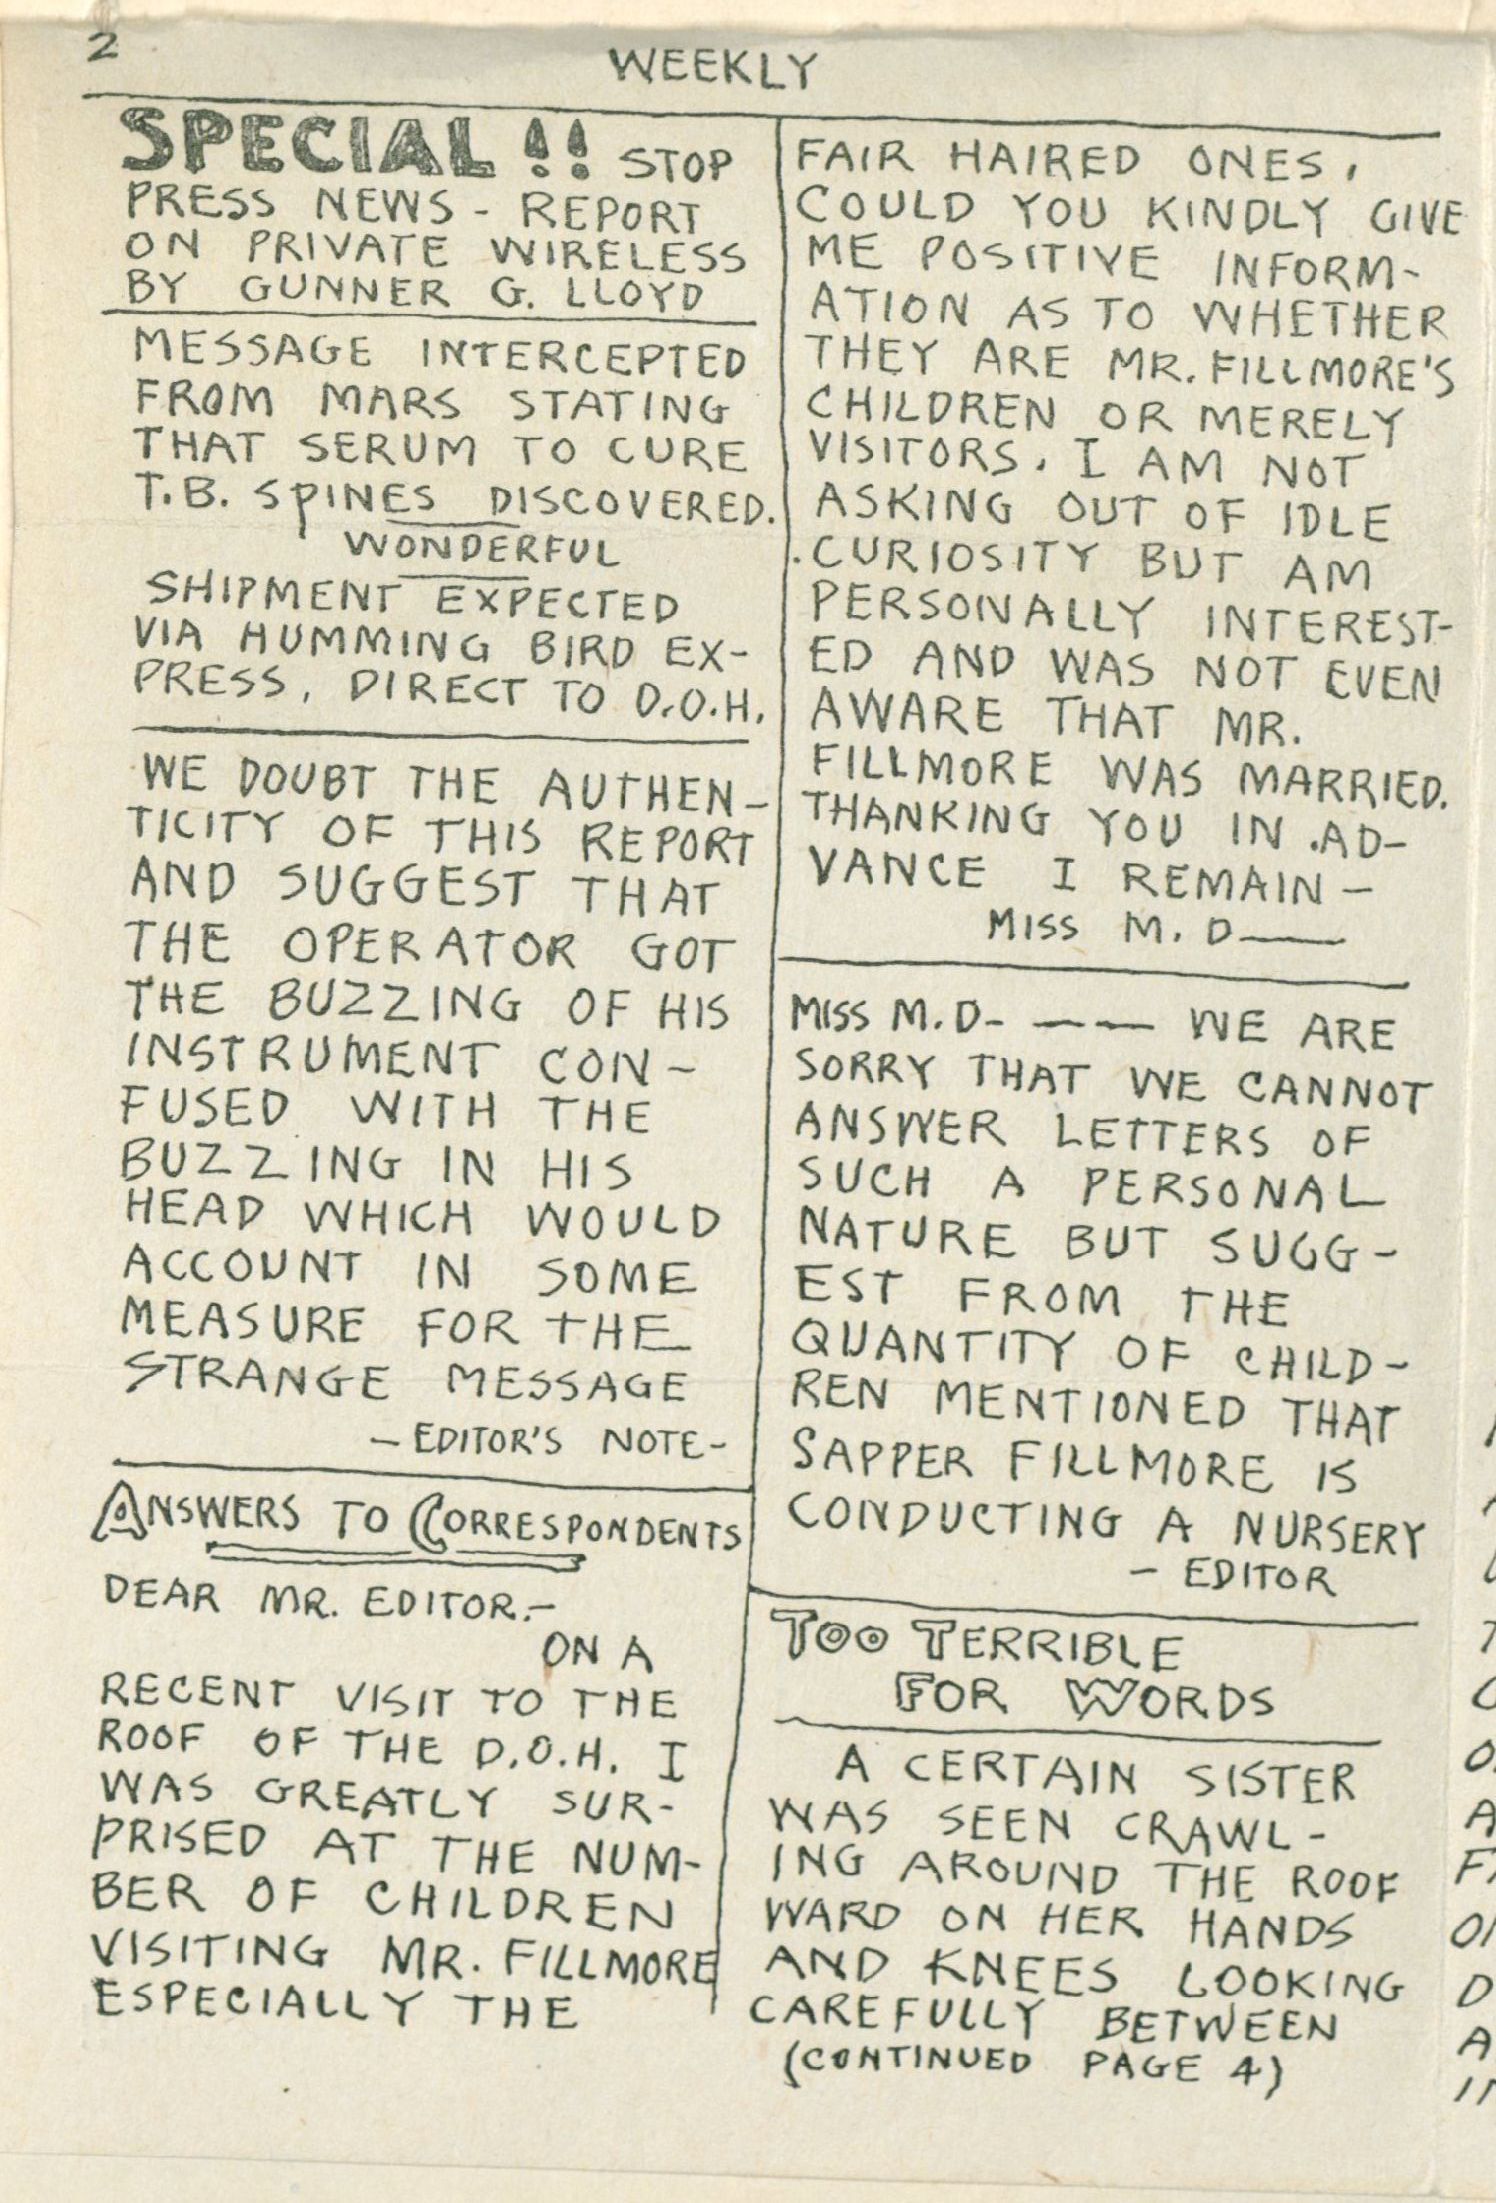 2
WEEKLY
SPECIAL!! STOP
PRESS NEWS - REPORT
ON PRIVATE WIRELESS
BY GUNNER G. LLOYD
MESSAGE INTERCEPTED
FROM MARS STATING
THAT SERUM TO CURE
T.B. SPINES DISCOVERED.
WONDERFUL
SHIPMENT EXPECTED
VIA HUMMING BIRD EX-
PRESS, DIRECT TO D.O.H.
WE DOUBT THE AUTHEN-
TICITY OF THIS REPORT
AND SUGGEST THAT
THE OPERATOR GOT
THE BUZZING OF HIS
INSTRUMENT CON-
FUSED WITH THE
BUZZING IN HIS
HEAD WHICH WOULD
ACCOUNT IN SOME
MEASURE FOR THE
STRANGE MESSAGE
- EDITOR'S NOTE-
ANSWERS TO CORRESPONDENTS
DEAR MR. EDITOR.-
ON A
RECENT VISIT TO THE
ROOF OF THE D.O.H. I
WAS GREATLY SUR-
PRISED AT THE NUM-
BER OF CHILDREN
VISITING MR. FILLMORE
ESPECIALLY THE
FAIR HAIRED ONES,
COULD YOU KINDLY GIVE
ME POSITIVE INFORM-
ATION AS TO WHETHER
THEY ARE MR. FILLMORE'S
CHILDREN OR MERELY
VISITORS. I AM NOT
ASKING OUT OF IDLE
CURIOSITY BUT AM
PERSONALLY INTEREST-
ED AND WAS NOT EVEN
AWARE THAT MR.
FILLMORE WAS MARRIED.
THANKING YOU IN AD-
VANCE I REMAIN -
MISS M. D——
MISS M.D- — — — WE ARE
SORRY THAT WE CANNOT
ANSWER LETTERS OF
SUCH A PERSONAL
NATURE BUT SUGG-
EST FROM THE
QUANTITY OF CHILD-
REN MENTIONED THAT
SAPPER FILLMORE IS
CONDUCTING A NURSERY
- EDITOR
TOO TERRIBLE
FOR WORDS
A CERTAIN SISTER
WAS SEEN CRAWL-
ING AROUND THE ROOF
WARD ON HER HANDS
AND KNEES LOOKING
CAREFULLY BETWEEN
(CONTINUED PAGE 4)